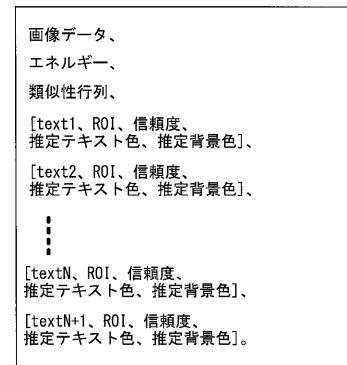 画像データ、
エネルギー、
類似性行列、
[text1、ROI、信頼度、
推定テキスト色、推定背景色]、
[text2、ROI、信頼度、
推定テキスト色、推定背景色]、
[textN、ROI、信頼度、
推定テキスト色、推定背景色]、
[textN+1、ROI、信頼度、
推定テキスト色、推定背景色]。